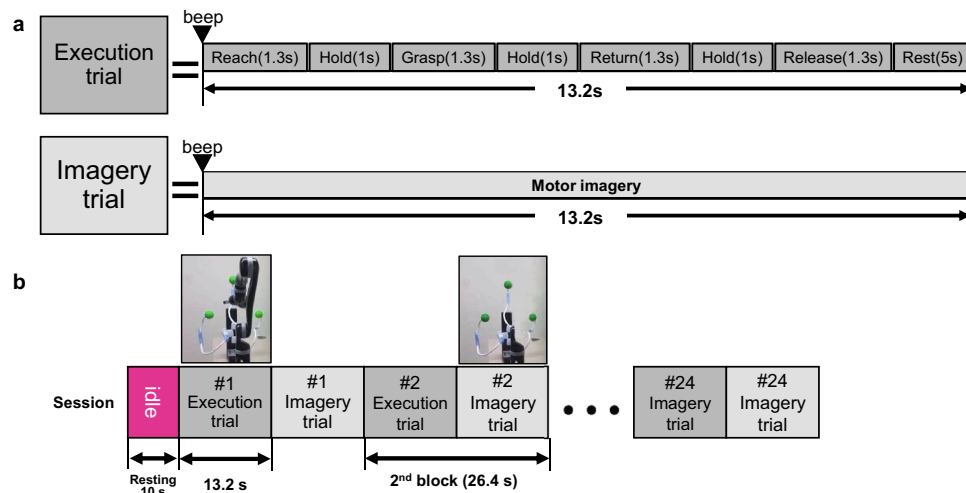 a
Execution
trial
=
beep
Reach(1.3s) Hold(1s) Grasp(1.3s) Hold(1s) Return(1.3s) Hold(1s) Release(1.3s) Rest(5s)
13.2s
Imagery
trial
=
beep
Motor imagery
13.2s
b
Session
idle
#1
Execution
trial
#1
Imagery
trial
#2
Execution
trial
#2
Imagery
trial
• • •
#24
Imagery
trial
#24
Imagery
trial
Resting
10 s
13.2 s
2nd block (26.4 s)